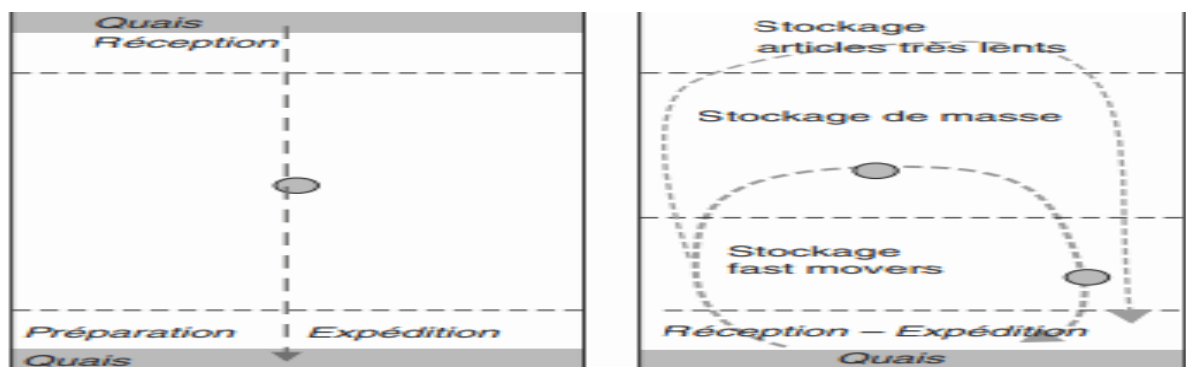 Quais
Réception
Préparation Expédition
Quais
Stockage
articles très lents
Stockage de masse
Stockage
fast movers
Réception – Expédition
Quais